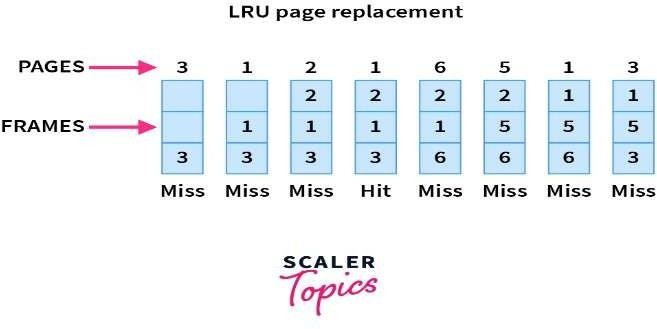 LRU page replacement
PAGES 3 1 2 1 6 5 1 3
2 2 2 2 1 1
FRAMES 1 1 1 1 5 5 5
3 3 3 3 6 6 6 3
Miss Miss Miss Hit Miss Miss Miss Miss
SCALER
Topics